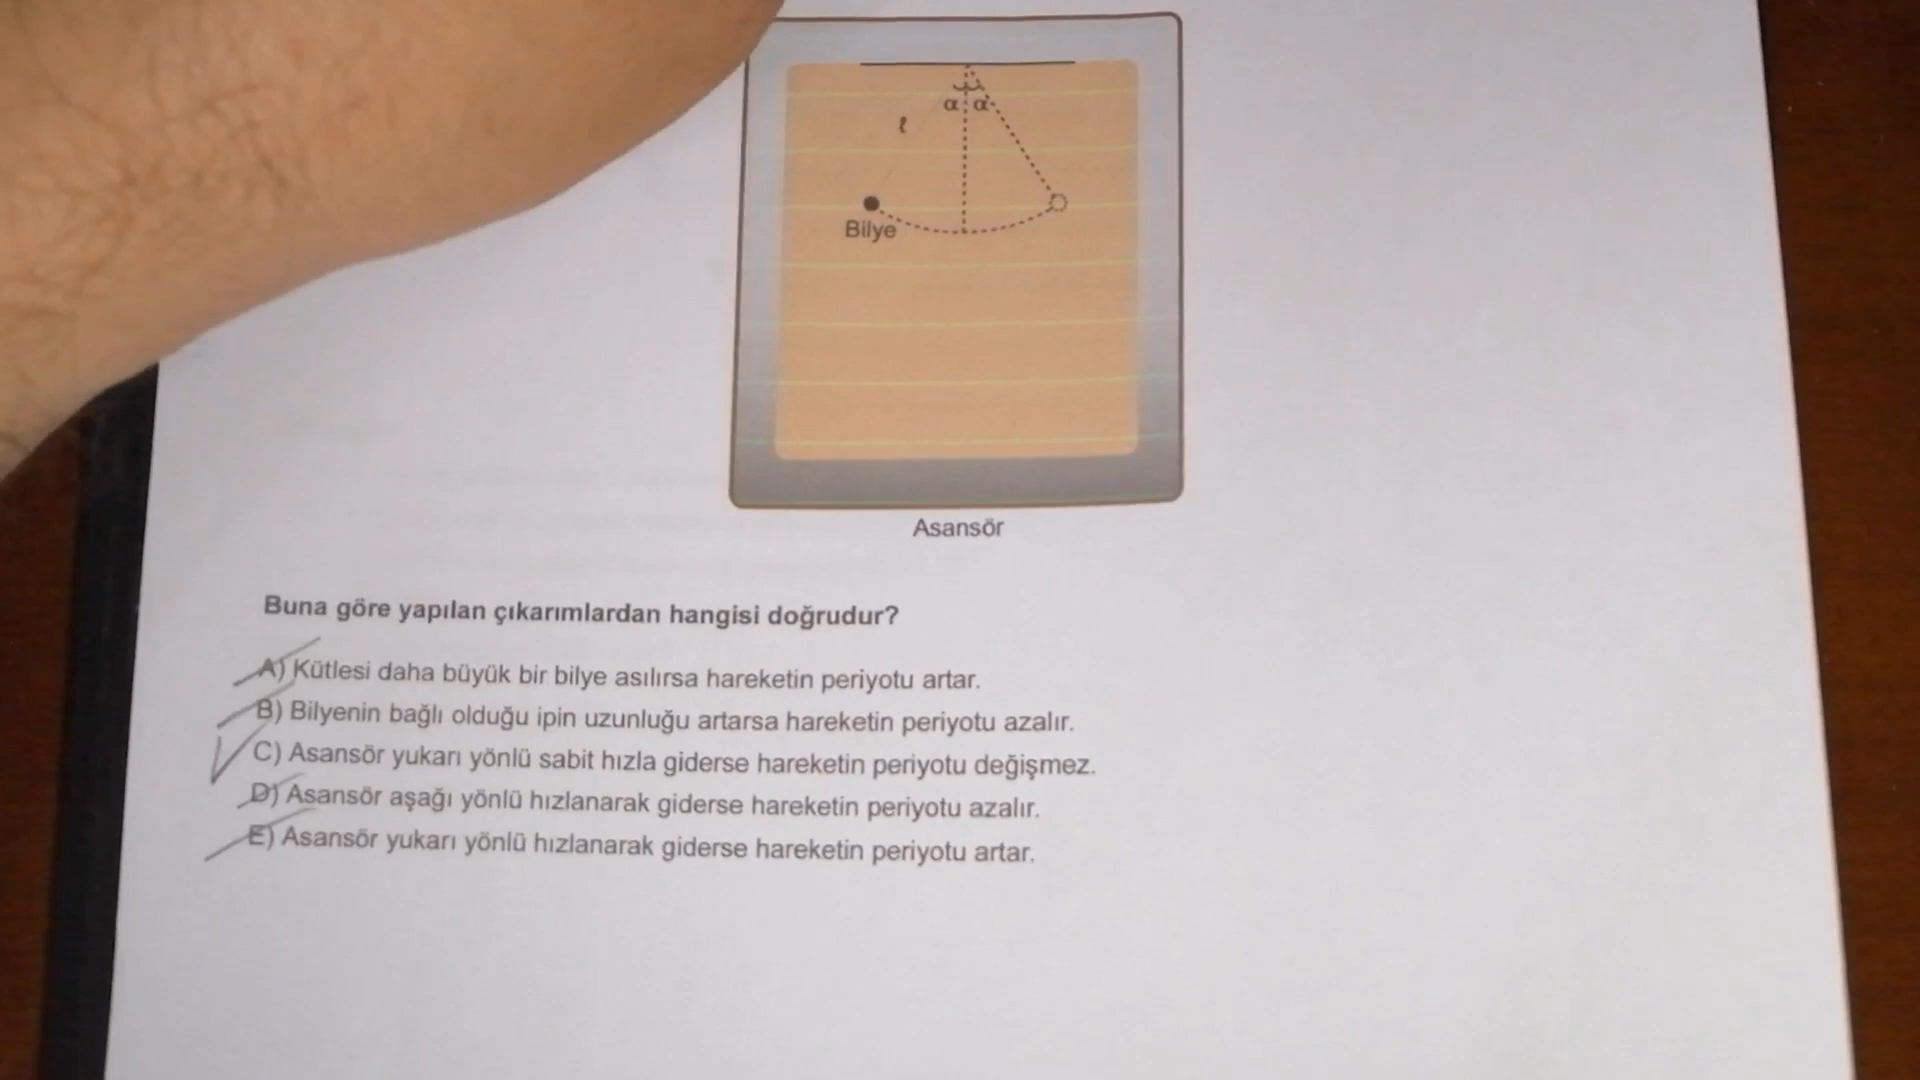 α α
ℓ
Bilye
Asansör
Buna göre yapılan çıkarımlardan hangisi doğrudur?
A) Kütlesi daha büyük bir bilye asılırsa hareketin periyotu artar.
B) Bilyenin bağlı olduğu ipin uzunluğu artarsa hareketin periyotu azalır.
C) Asansör yukarı yönlü sabit hızla giderse hareketin periyotu değişmez.
D) Asansör aşağı yönlü hızlanarak giderse hareketin periyotu azalır.
E) Asansör yukarı yönlü hızlanarak giderse hareketin periyotu artar.